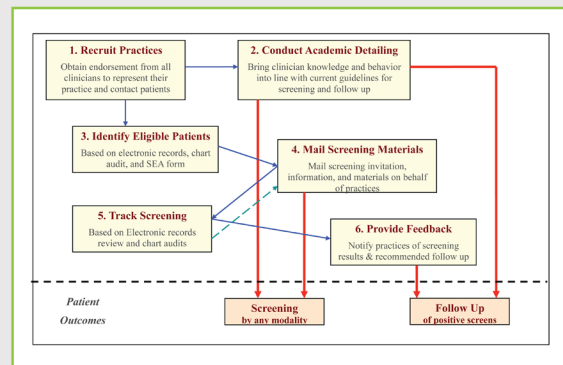 1. Recruit Practices
Obtain endorsement from all
clinicians to represent their
practice and contact patients
2. Conduct Academic Detailing
Bring clinician knowledge and behavior
into line with current guidelines for
screening and follow up
3. Identify Eligible Patients
Based on electronic records, chart
audit, and SEA form
4. Mail Screening Materials
Mail screening invitation,
information, and materials on behalf
of practices
5. Track Screening
Based on Electronic records
review and chart audits
6. Provide Feedback
Notify practices of screening
results & recommended follow up
Patient
Outcomes
Screening
by any modality
Follow Up
of positive screens